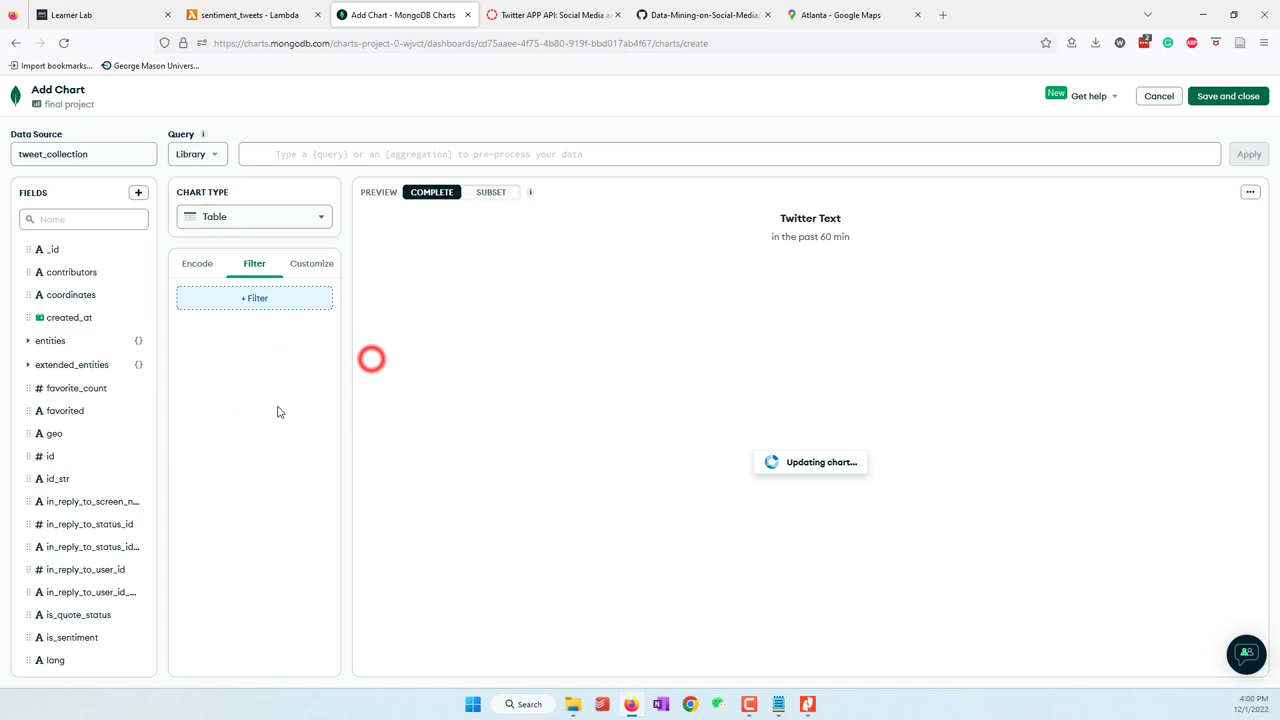 Learner Lab
sentiment_tweets - Lambda
Add Chart - MongoDB Charts
Twitter APP API: Social Media an
Data-Mining-on-Social-Media/
Atlanta - Google Maps
https://charts.mongodb.com/charts-project-0-wjvct/dashboards/cd75aaee-4f75-4b80-919f-bbd017ab4f67/charts/create
Import bookmarks...
George Mason Univers...
Add Chart
final project
New
Get help
Cancel
Save and close
Data Source
Query
tweet_collection
Library
Type a {query} or an [aggregation] to pre-process your data
Apply
FIELDS
CHART TYPE
PREVIEW
COMPLETE
SUBSET
Name
Table
Twitter Text
in the past 60 min
Encode
Filter
Customize
+ Filter
_id
contributors
coordinates
created_at
entities
extended_entities
favorite_count
favorited
geo
id
id_str
in_reply_to_screen_n...
in_reply_to_status_id
in_reply_to_status_id...
in_reply_to_user_id
in_reply_to_user_id_...
is_quote_status
is_sentiment
lang
Updating chart...
Search
4:00 PM
12/1/2022